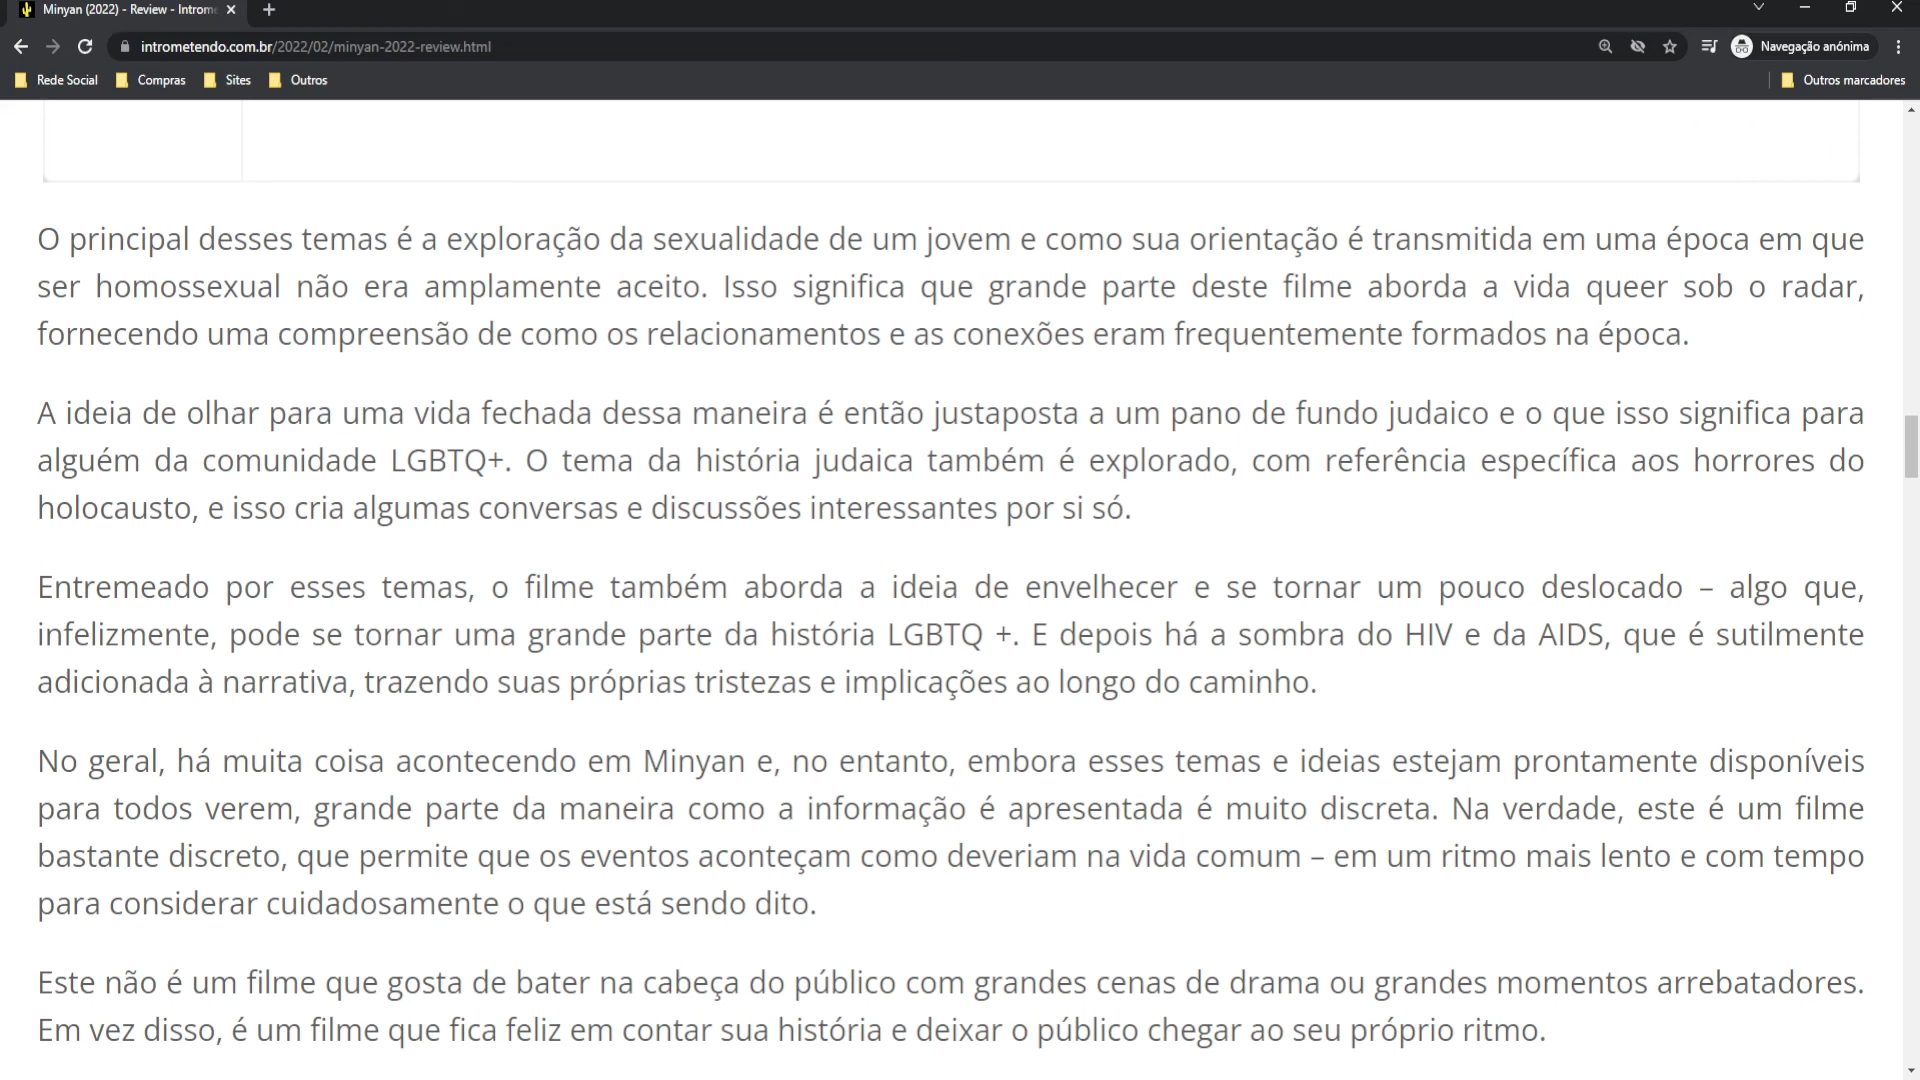 Minyan (2022) - Review - Introm
intrometendo.com.br/2022/02/minyan-2022-review.html
Navegação anónima
Rede Social
Compras
Sites
Outros
Outros marcadores
O principal desses temas é a exploração da sexualidade de um jovem e como sua orientação é transmitida em uma época em que
ser homossexual não era amplamente aceito. Isso significa que grande parte deste filme aborda a vida queer sob o radar,
fornecendo uma compreensão de como os relacionamentos e as conexões eram frequentemente formados na época.
A ideia de olhar para uma vida fechada dessa maneira é então justaposta a um pano de fundo judaico e o que isso significa para
alguém da comunidade LGBTQ+. O tema da história judaica também é explorado, com referência específica aos horrores do
holocausto, e isso cria algumas conversas e discussões interessantes por si só.
Entremeado por esses temas, o filme também aborda a ideia de envelhecer e se tornar um pouco deslocado – algo que,
infelizmente, pode se tornar uma grande parte da história LGBTQ +. E depois há a sombra do HIV e da AIDS, que é sutilmente
adicionada à narrativa, trazendo suas próprias tristezas e implicações ao longo do caminho.
No geral, há muita coisa acontecendo em Minyan e, no entanto, embora esses temas e ideias estejam prontamente disponíveis
para todos verem, grande parte da maneira como a informação é apresentada é muito discreta. Na verdade, este é um filme
bastante discreto, que permite que os eventos aconteçam como deveriam na vida comum – em um ritmo mais lento e com tempo
para considerar cuidadosamente o que está sendo dito.
Este não é um filme que gosta de bater na cabeça do público com grandes cenas de drama ou grandes momentos arrebatadores.
Em vez disso, é um filme que fica feliz em contar sua história e deixar o público chegar ao seu próprio ritmo.